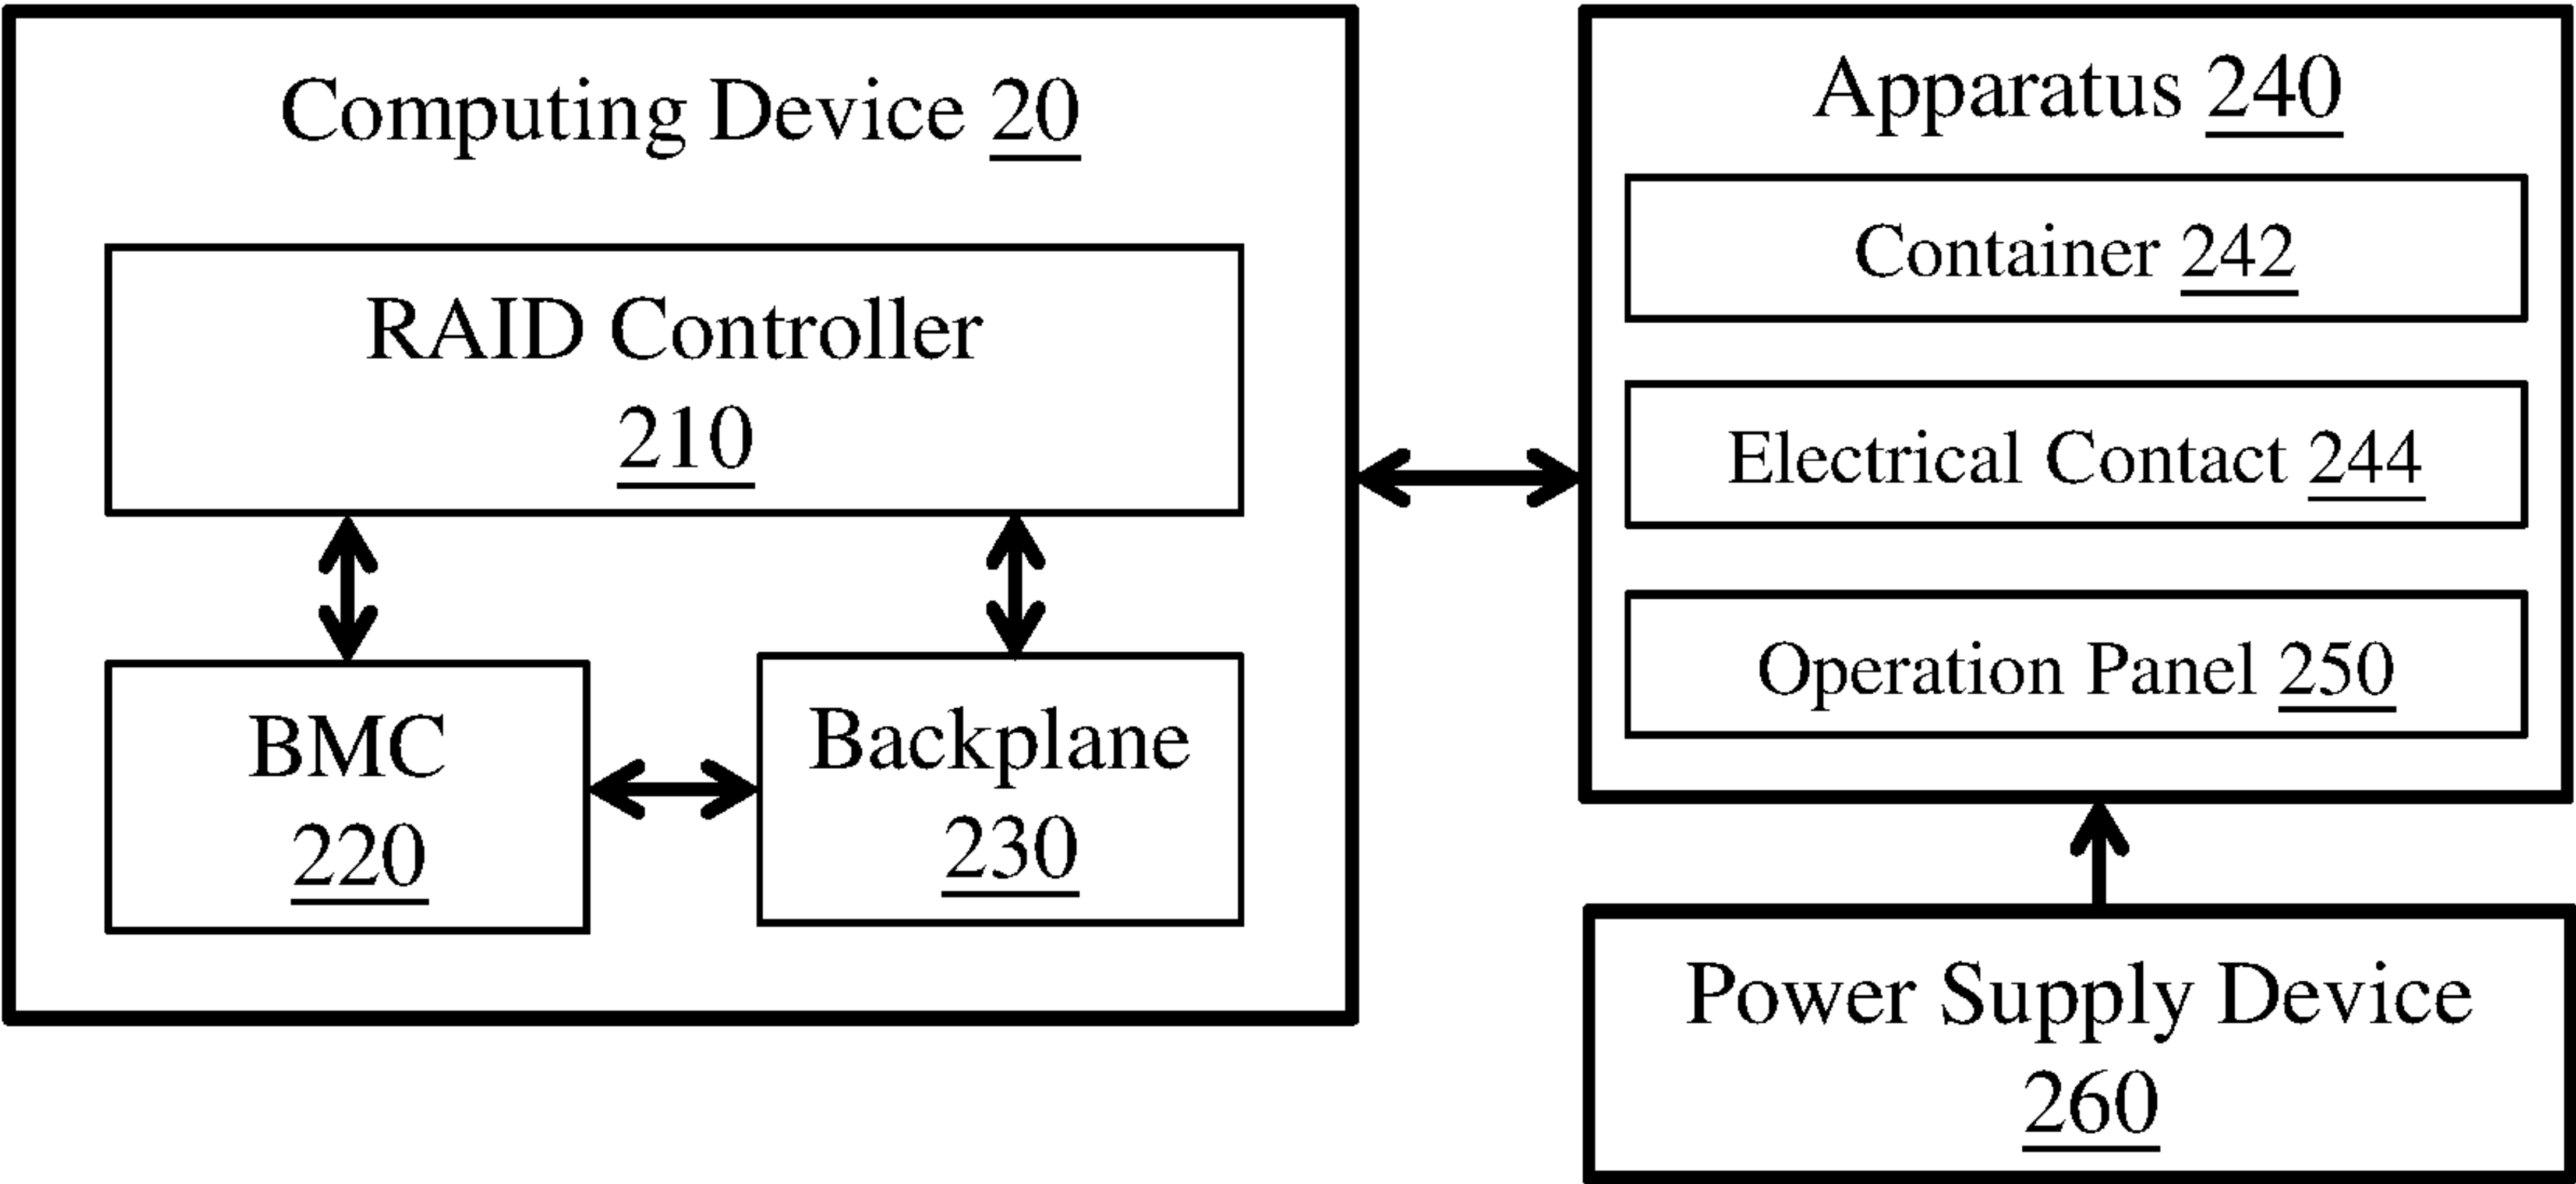 Computing Device 20
RAID Controller
210
BMC
220
Backplane
230
Apparatus 240
Container 242
Electrical Contact 244
Operation Panel 250
Power Supply Device
260